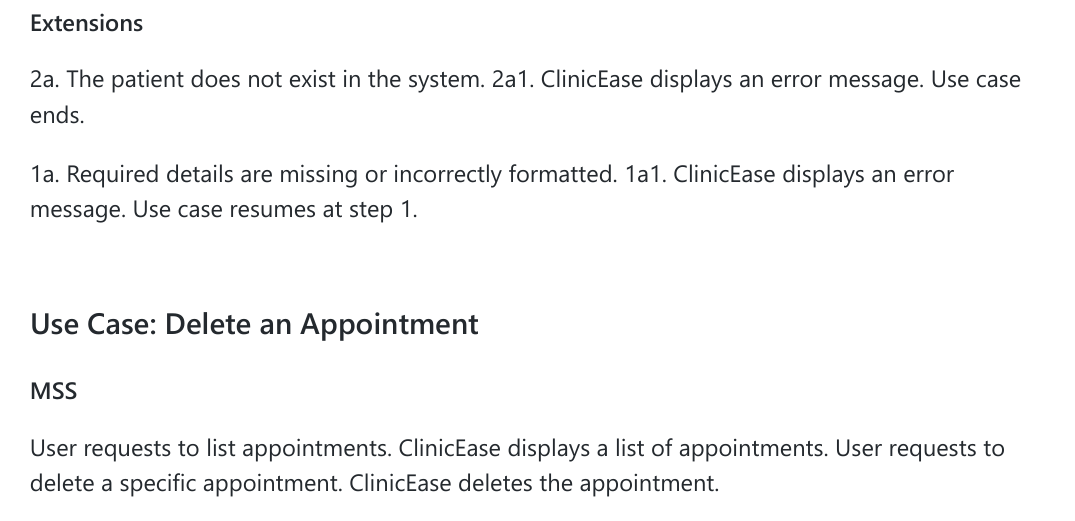 Extensions
2a. The patient does not exist in the system. 2a1. ClinicEase displays an error message. Use case
ends.
1a. Required details are missing or incorrectly formatted. 1a1. ClinicEase displays an error
message. Use case resumes at step 1.
Use Case: Delete an Appointment
MSS
User requests to list appointments. ClinicEase displays a list of appointments. User requests to
delete a specific appointment. ClinicEase deletes the appointment.